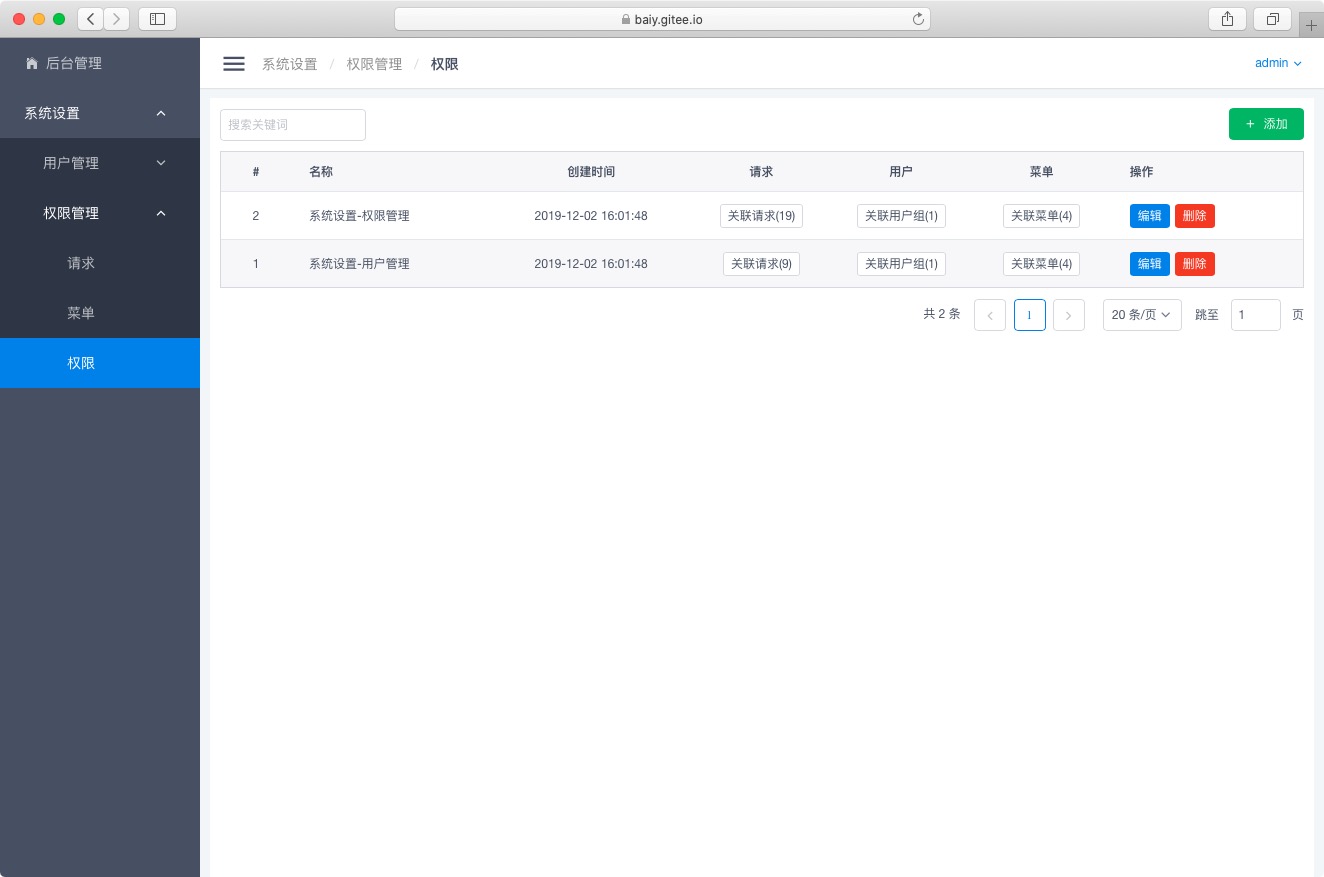 baiy.gitee.io
后台管理
系统设置
用户管理
权限管理
请求
菜单
权限
系统设置 / 权限管理 / 权限
admin
搜索关键词
+ 添加
# 名称 创建时间 请求 用户 菜单 操作
2 系统设置-权限管理 2019-12-02 16:01:48 关联请求(19) 关联用户组(1) 关联菜单(4) 编辑 删除
1 系统设置-用户管理 2019-12-02 16:01:48 关联请求(9) 关联用户组(1) 关联菜单(4) 编辑 删除
共 2 条 1 20 条/页 跳至 1 页